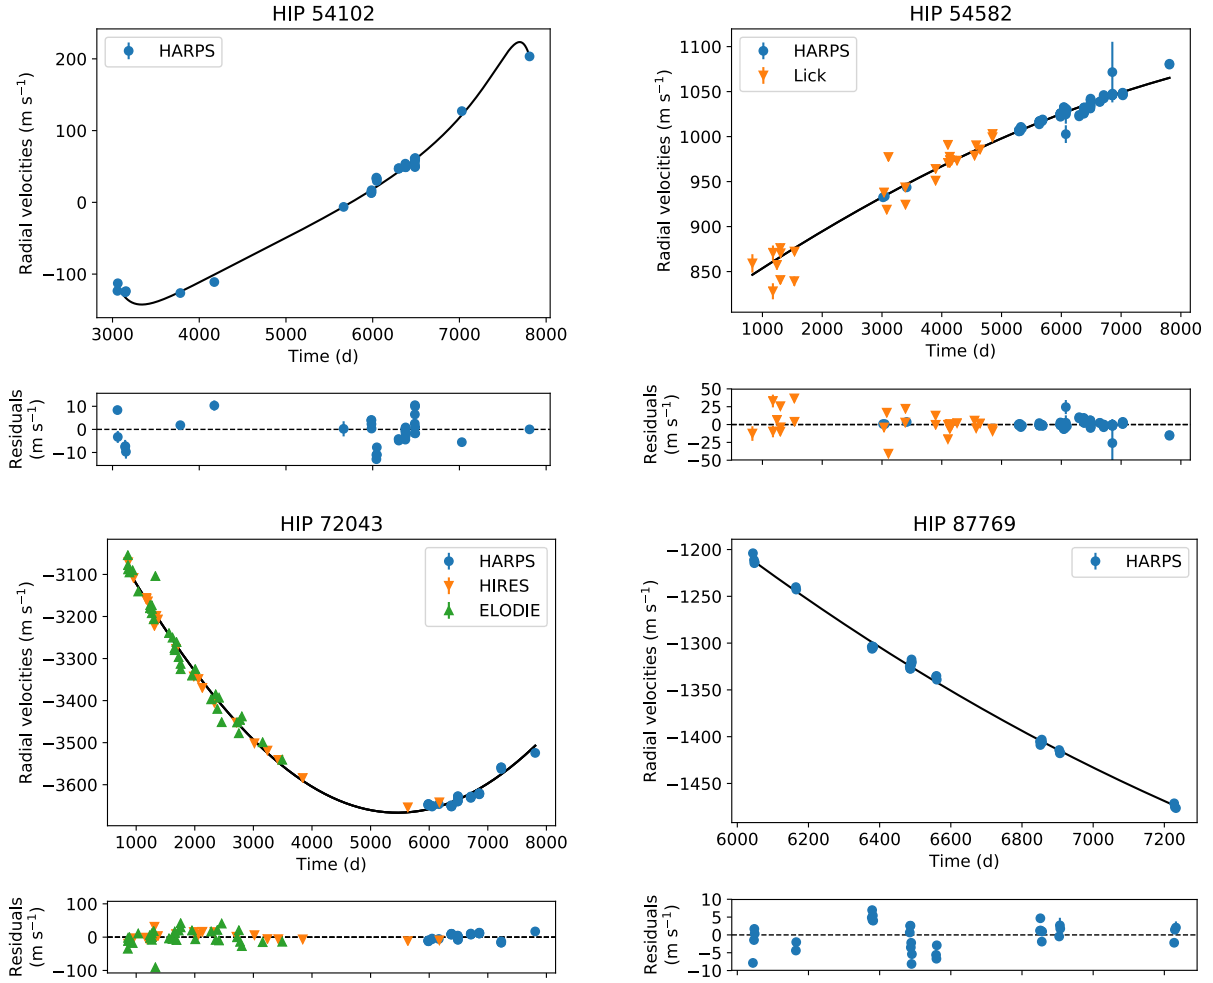 HIP 54102
200
100
0
−100
Radial velocities (m s⁻¹)
HARPS
3000 4000 5000 6000 7000 8000
Time (d)
10
0
−10
Residuals
(m s⁻¹)
HIP 54582
1100
1050
1000
950
900
850
Radial velocities (m s⁻¹)
HARPS
Lick
1000 2000 3000 4000 5000 6000 7000 8000
Time (d)
50
25
0
−25
−50
Residuals
(m s⁻¹)
HIP 72043
−3100
−3200
−3300
−3400
−3500
−3600
Radial velocities (m s⁻¹)
HARPS
HIRES
ELODIE
1000 2000 3000 4000 5000 6000 7000 8000
Time (d)
100
0
−100
Residuals
(m s⁻¹)
HIP 87769
−1200
−1250
−1300
−1350
−1400
−1450
Radial velocities (m s⁻¹)
HARPS
6000 6200 6400 6600 6800 7000 7200
Time (d)
10
5
0
−5
−10
Residuals
(m s⁻¹)